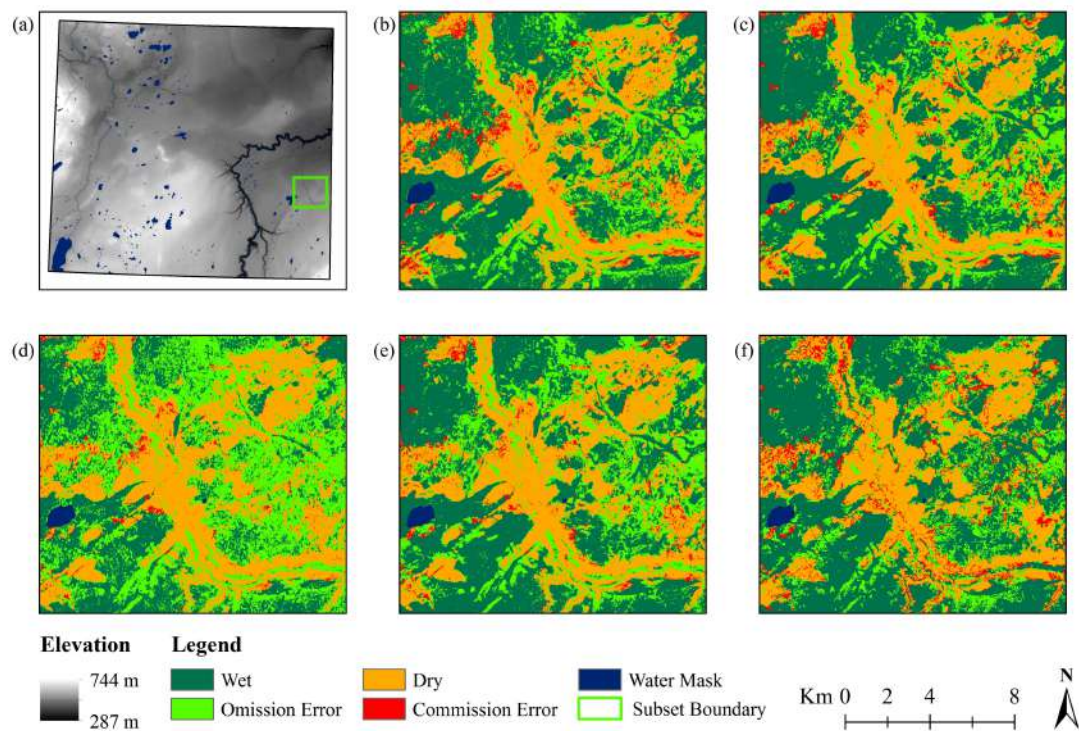 (a)
(b)
(c)
(d)
(e)
(f)
Elevation
744 m
287 m
Legend
Wet
Dry
Water Mask
Omission Error
Commission Error
Subset Boundary
Km 0 2 4 8
N